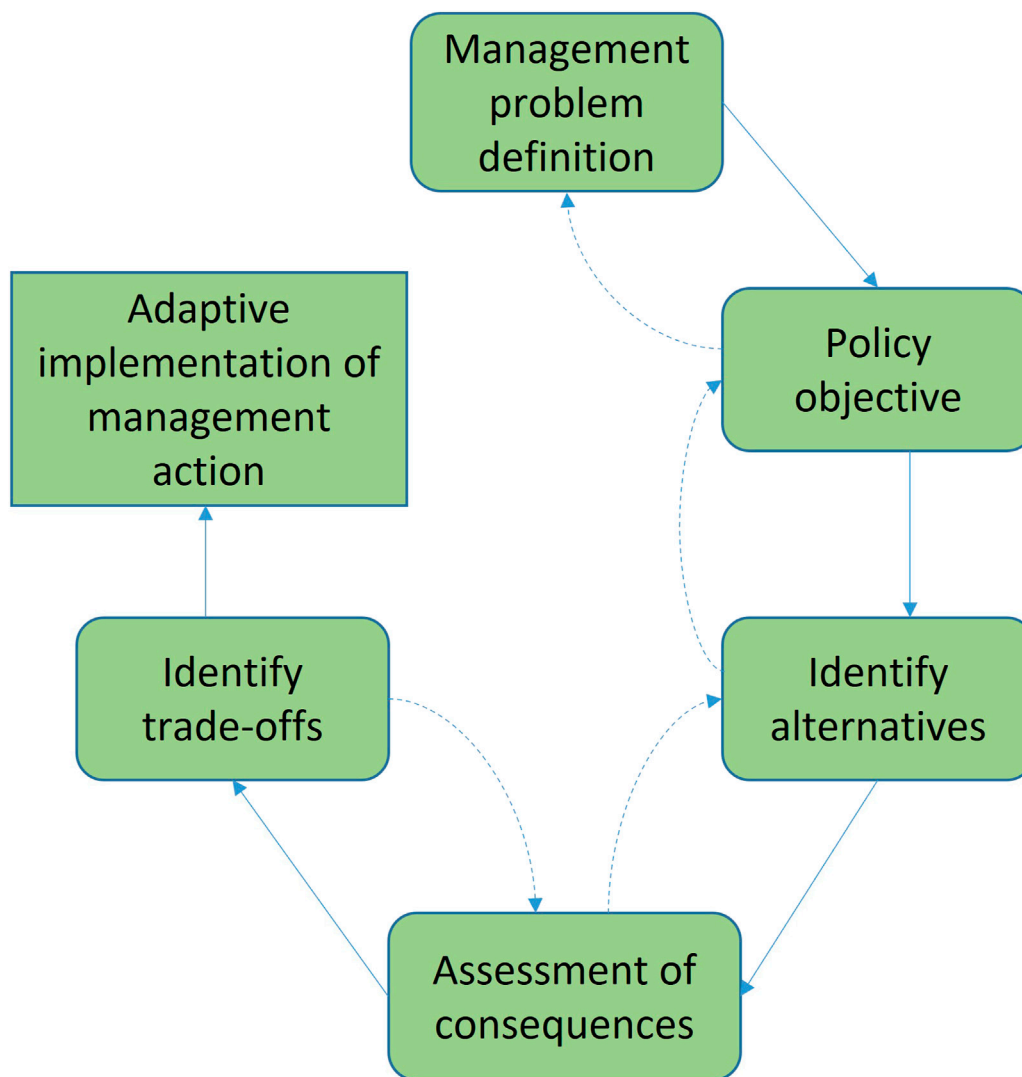 Management
problem
definition
Policy
objective
Identify
alternatives
Assessment of
consequences
Identify
trade-offs
Adaptive
implementation of
management
action